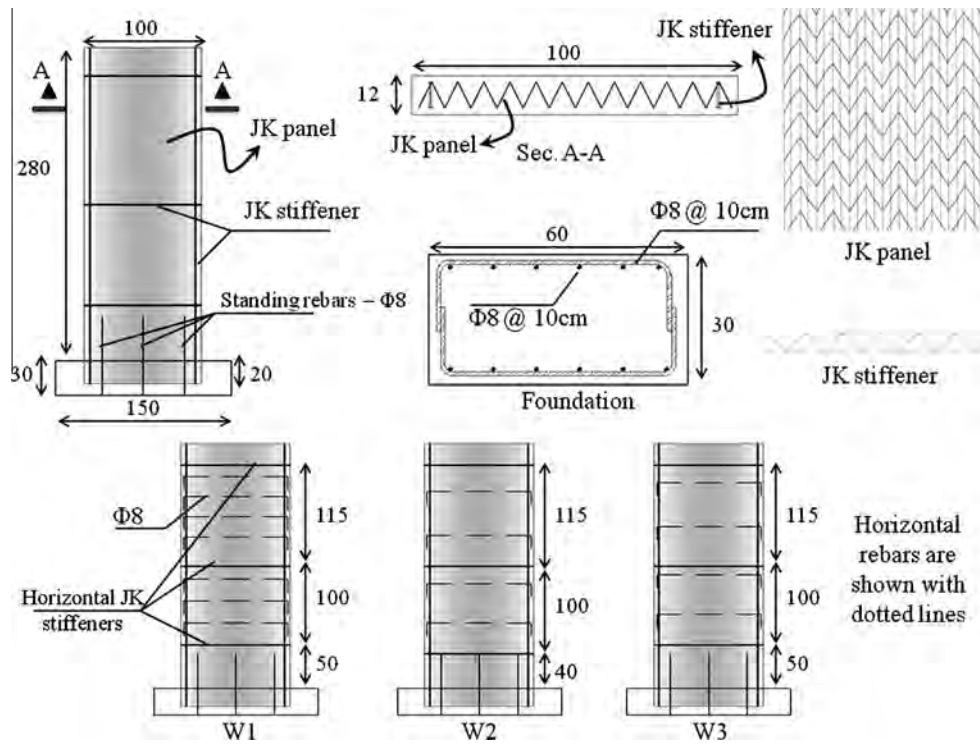 100
A
A
JK panel
280
JK stiffener
Standing rebars – Φ8
30
20
150
JK stiffener
100
12
JK panel
Sec. A-A
JK panel
Φ8 @ 10cm
60
Φ8 @ 10cm
30
Foundation
JK stiffener
Φ8
Horizontal JK
stiffeners
115
100
50
W1
115
100
40
W2
115
100
50
W3
Horizontal
rebars are
shown with
dotted lines